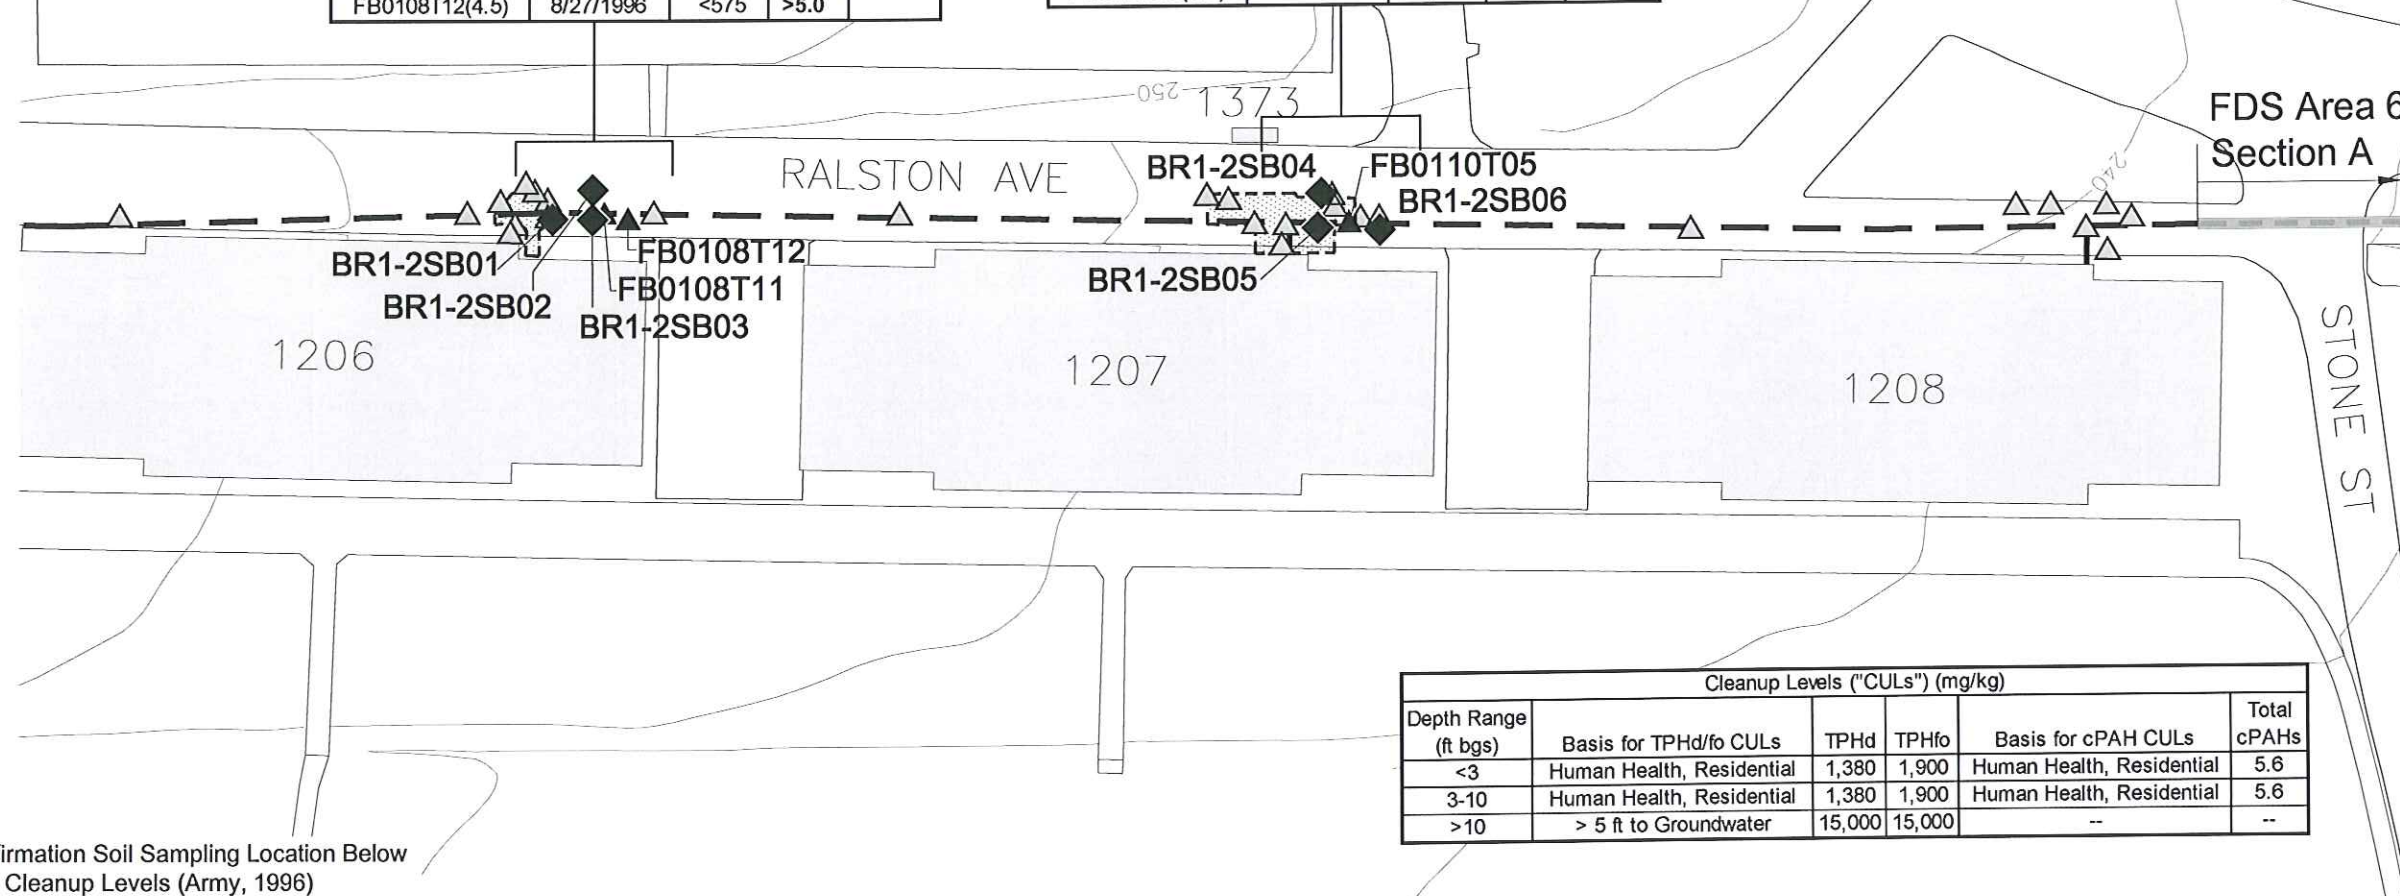 FB0108T12(4.5) 8/27/1996 <575 >5.0
250
1373
FDS Area 6
Section A
RALSTON AVE
BR1-2SB04
FB0110T05
BR1-2SB06
240
BR1-2SB01
FB0108T12
BR1-2SB02
FB0108T11
BR1-2SB03
BR1-2SB05
1206
1207
1208
STONE ST
Cleanup Levels ("CULs") (mg/kg)
Depth Range (ft bgs) Basis for TPHd/fo CULs TPHd TPHfo Basis for cPAH CULs Total cPAHs
<3 Human Health, Residential 1,380 1,900 Human Health, Residential 5.6
3-10 Human Health, Residential 1,380 1,900 Human Health, Residential 5.6
>10 > 5 ft to Groundwater 15,000 15,000 -- --
irmation Soil Sampling Location Below
Cleanup Levels (Army, 1996)